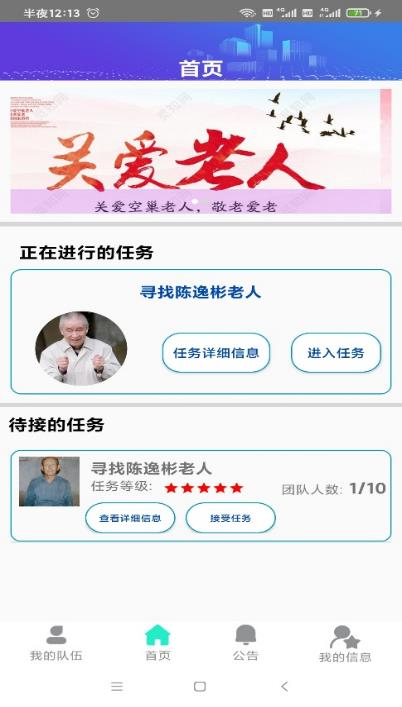 半夜12:13
71
首页
关爱老人
关爱空巢老人，敬老爱老
正在进行的任务
寻找陈逸彬老人
任务详细信息
进入任务
待接的任务
寻找陈逸彬老人
任务等级:
团队人数: 1/10
查看详细信息
接受任务
我的队伍
首页
公告
我的信息